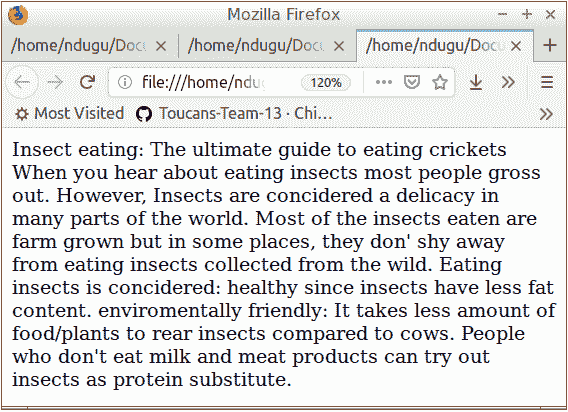 Mozilla Firefox
/home/ndugu/Docu
/home/ndugu/Docu
/home/ndugu/Docu
file:///home/ndug
120%
Most Visited
Toucans-Team-13 · Chi…
Insect eating: The ultimate guide to eating crickets
When you hear about eating insects most people gross
out. However, Insects are concidered a delicacy in
many parts of the world. Most of the insects eaten are
farm grown but in some places, they don' shy away
from eating insects collected from the wild. Eating
insects is concidered: healthy since insects have less fat
content. enviromentally friendly: It takes less amount of
food/plants to rear insects compared to cows. People
who don't eat milk and meat products can try out
insects as protein substitute.